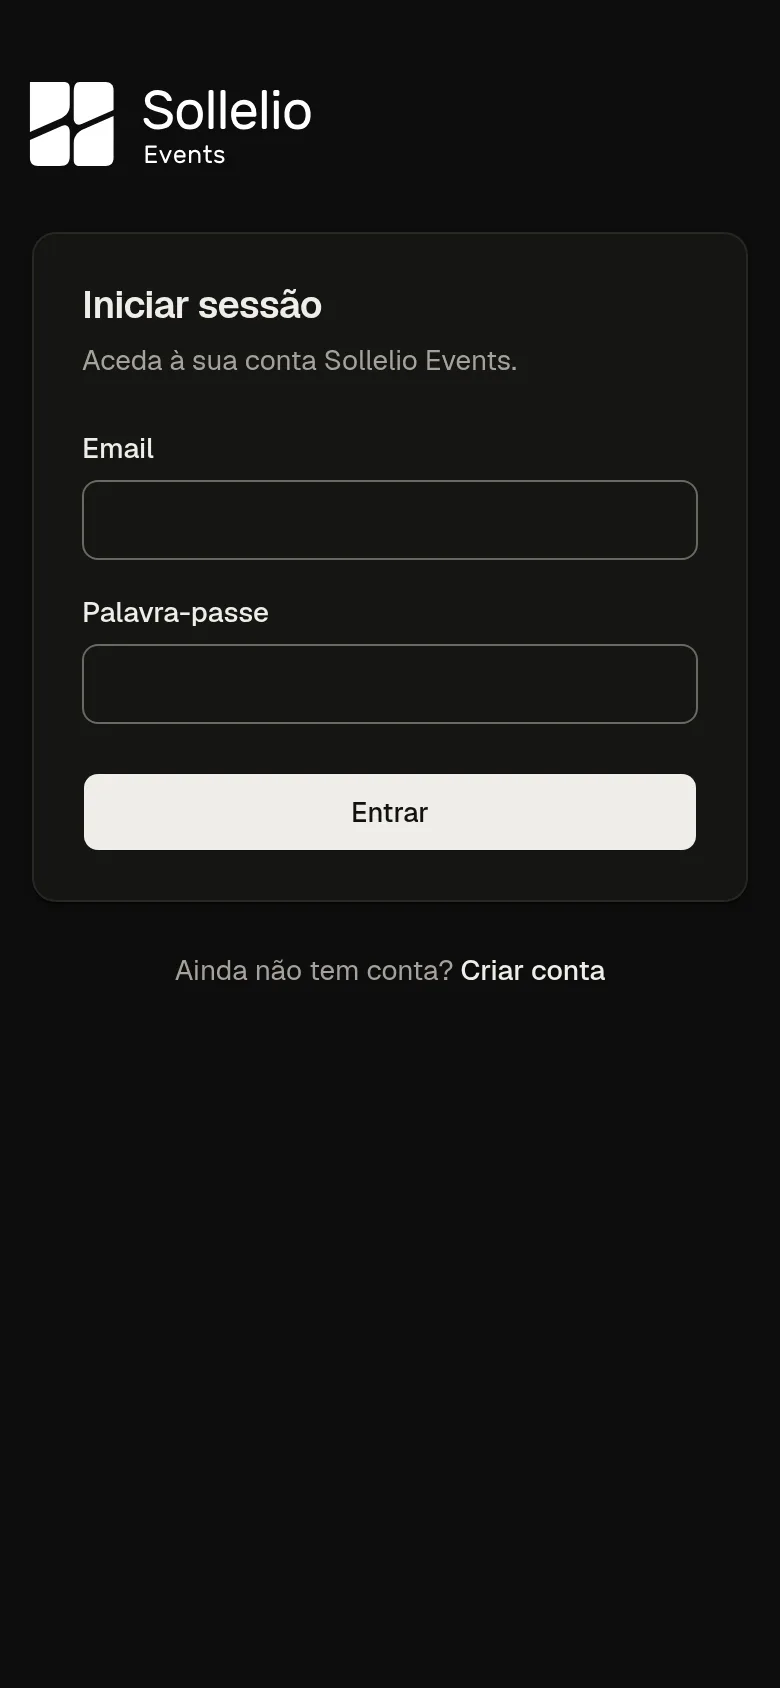 Sollelio
Events
Iniciar sessão
Aceda à sua conta Sollelio Events.
Email
Palavra-passe
Entrar
Ainda não tem conta? Criar conta